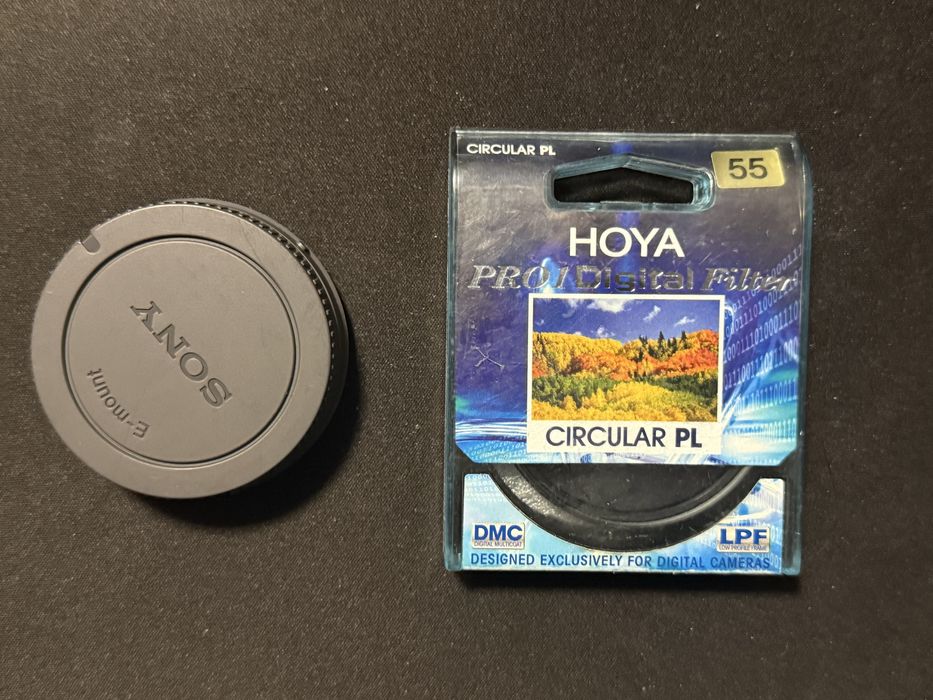 SONY
E-mount
CIRCULAR PL
55
HOYA
PRO1 Digital Filter
CIRCULAR PL
DMC
DIGITAL MULTICOAT
LPF
LOW PROFILE FRAME
DESIGNED EXCLUSIVELY FOR DIGITAL CAMERAS